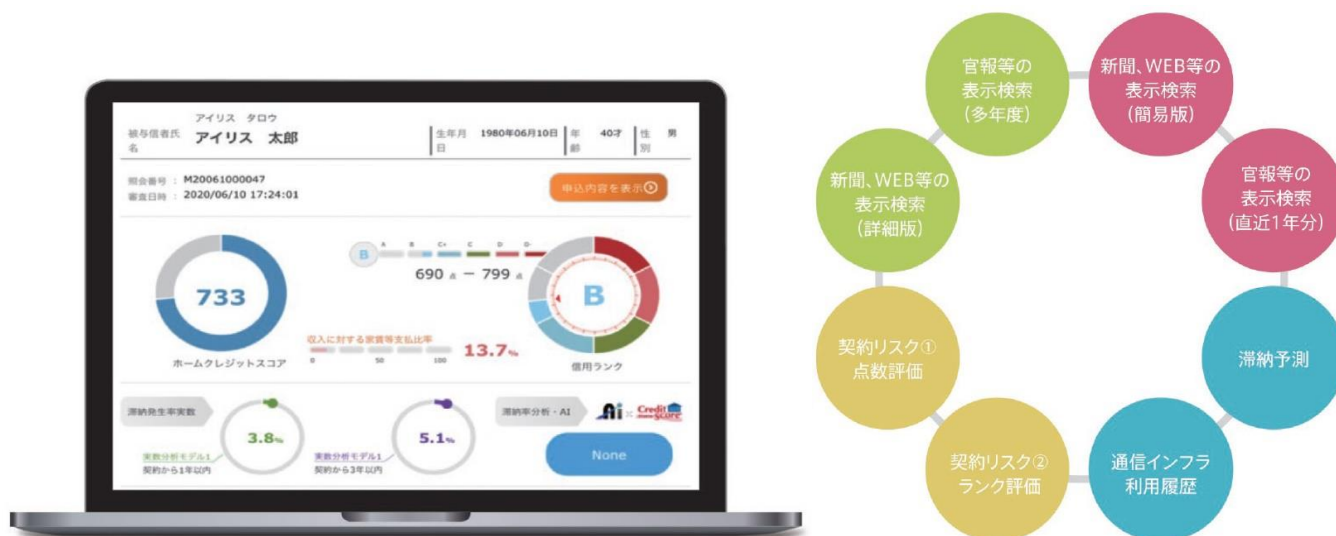 アイリス タロウ
被与信者氏名
アイリス 太郎
生年月日
1980年06月10日
年齢
40才
性別
男
照会番号 : M20061000047
審査日時 : 2020/06/10 17:24:01
申込内容を表示
733
ホームクレジットスコア
B
A B C+ C D D-
690 点 － 799 点
収入に対する家賃等支払比率
0 50 100
13.7%
B
信用ランク
滞納発生率実数
3.8%
実数分析モデル1
契約から1年以内
5.1%
実数分析モデル1
契約から3年以内
滞納率分析・AI
Ai × Credit Score
None
官報等の
表示検索
(多年度)
新聞、WEB等の
表示検索
(簡易版)
新聞、WEB等の
表示検索
(詳細版)
官報等の
表示検索
(直近1年分)
契約リスク①
点数評価
滞納予測
契約リスク②
ランク評価
通信インフラ
利用履歴